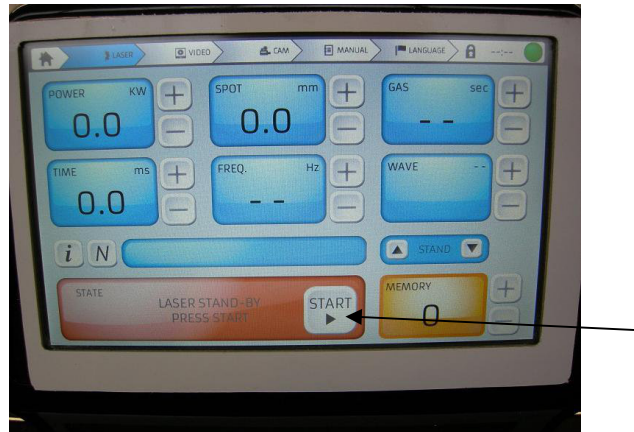 LASER VIDEO CAM MANUAL LANGUAGE --:--
POWER KW SPOT mm GAS sec
0.0 0.0 --
TIME ms FREQ. Hz WAVE --
0.0 --
i N STAND
STATE MEMORY
LASER STAND-BY START
PRESS START 0